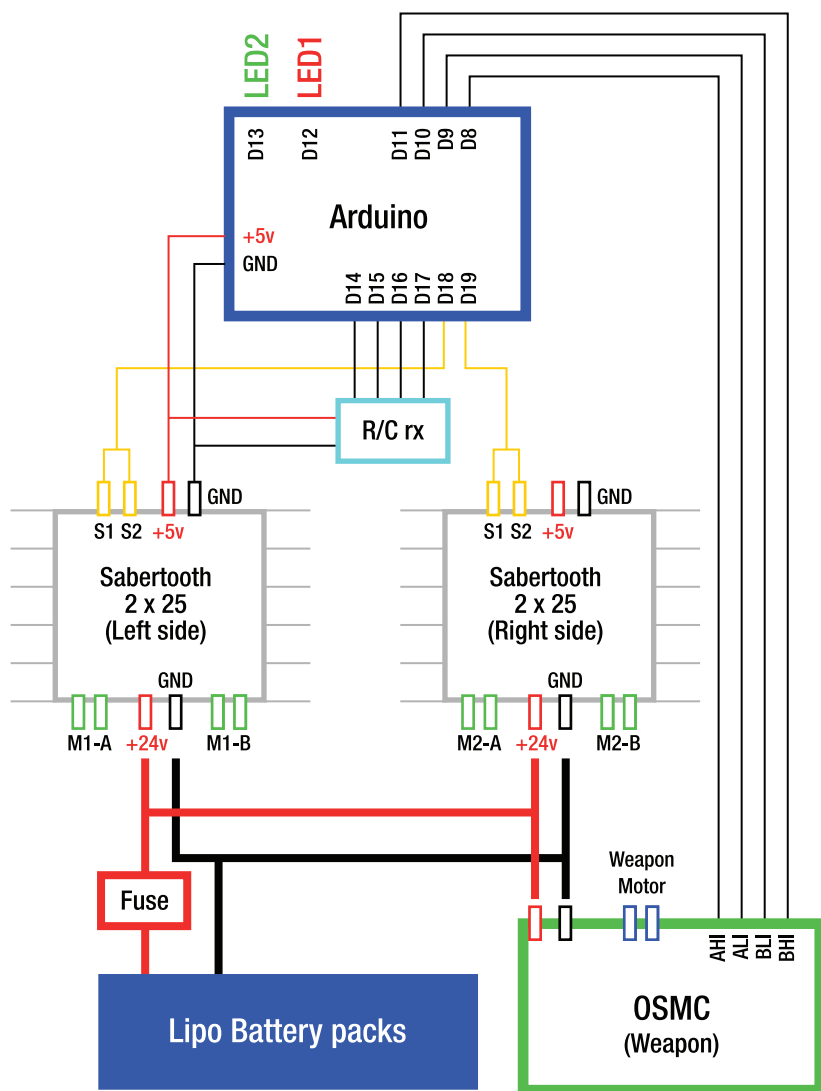 LED2
LED1
D13
D12
D11
D10
D9
D8
Arduino
+5v
GND
D14
D15
D16
D17
D18
D19
R/C rx
GND
S1
S2
+5v
Sabertooth
2 x 25
(Left side)
GND
M1-A
+24v
M1-B
GND
S1
S2
+5v
Sabertooth
2 x 25
(Right side)
GND
M2-A
+24v
M2-B
Fuse
Weapon
Motor
AHI
ALI
BLI
BHI
Lipo Battery packs
OSMC
(Weapon)